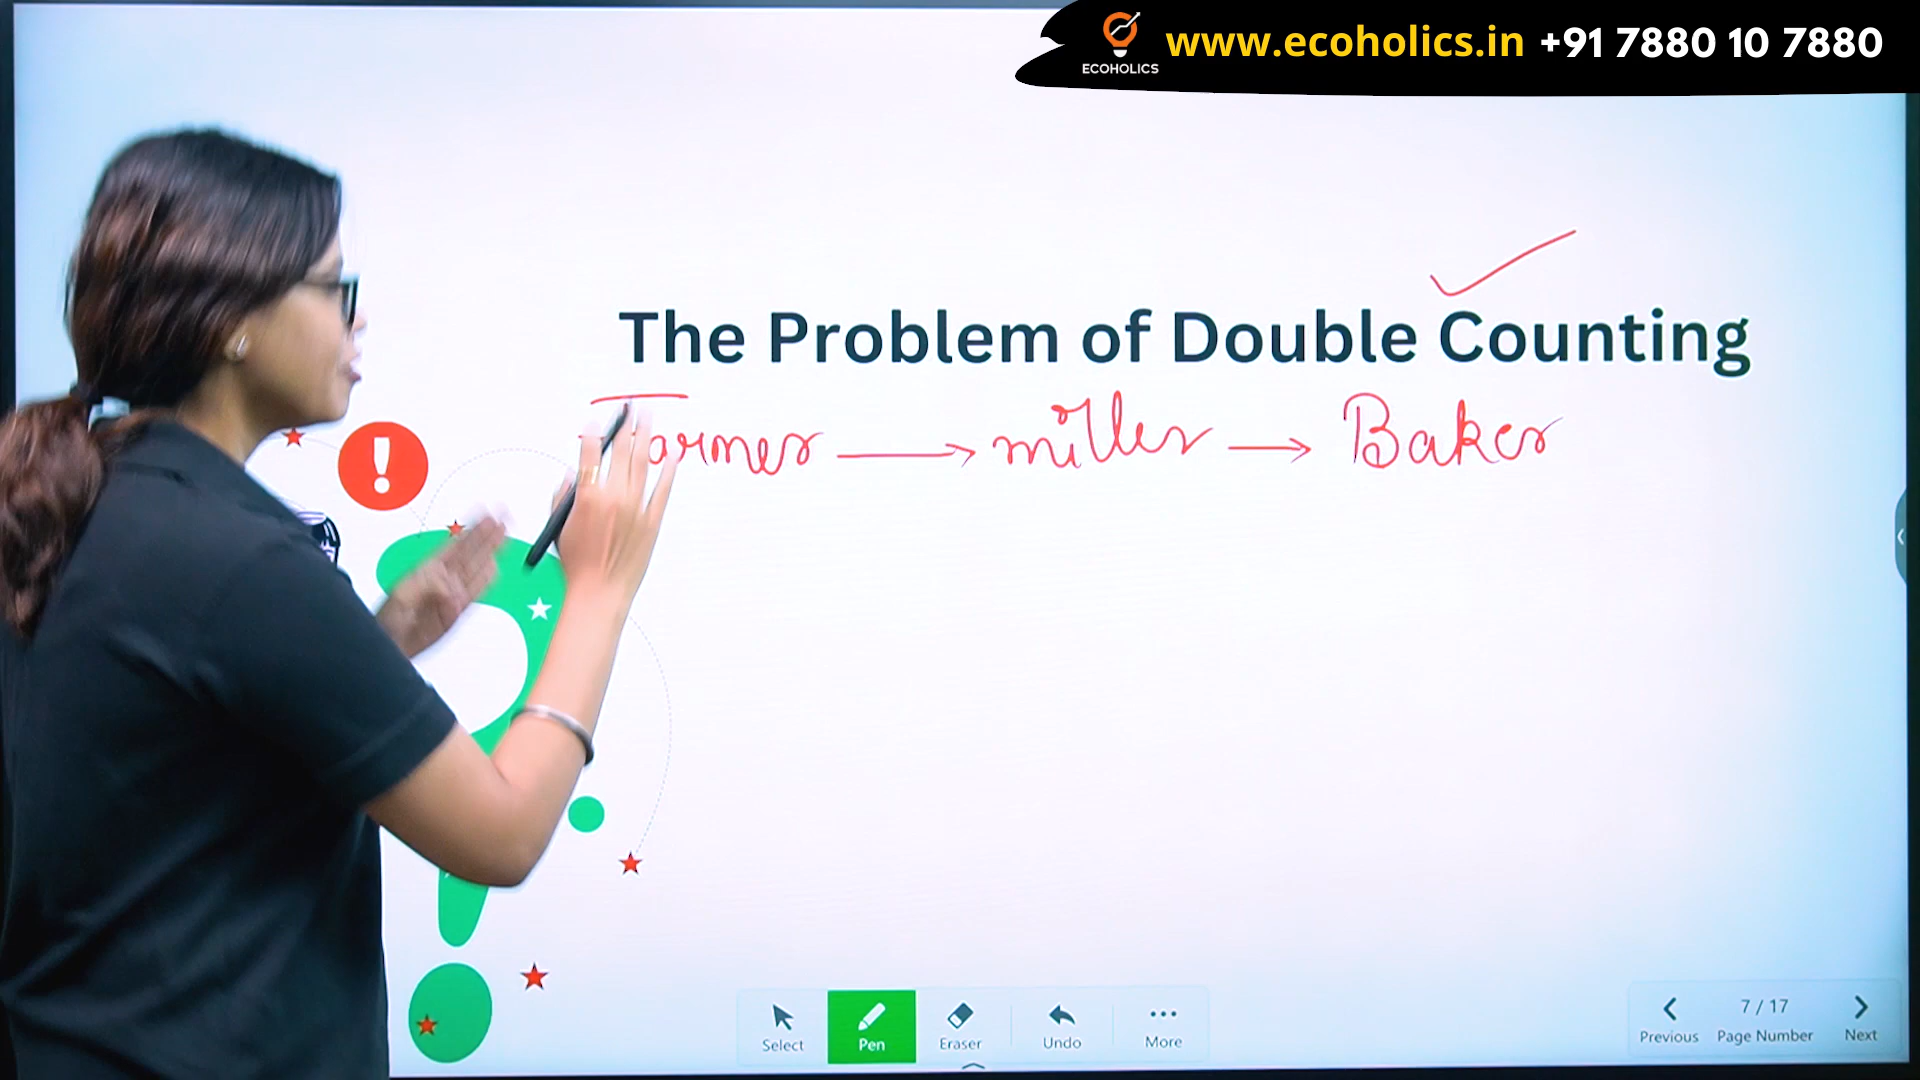 www.ecoholics.in +91 7880 10 7880
ECOHOLICS
The Problem of Double Counting
Farmer → miller → Baker
!
Select
Pen
Eraser
Undo
More
Previous
7 / 17
Page Number
Next